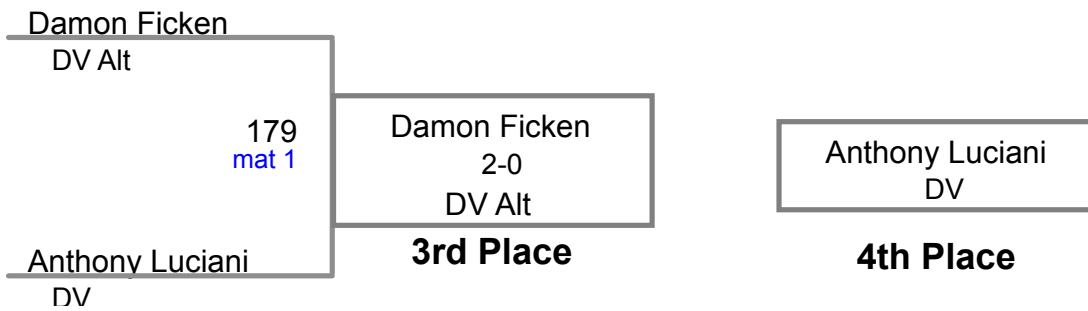 Damon Ficken
DV Alt
179
mat 1
Anthony Luciani
DV
Damon Ficken
2-0
DV Alt
3rd Place
Anthony Luciani
DV
4th Place